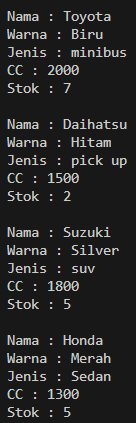 Nama : Toyota
Warna : Biru
Jenis : minibus
CC : 2000
Stok : 7
Nama : Daihatsu
Warna : Hitam
Jenis : pick up
CC : 1500
Stok : 2
Nama : Suzuki
Warna : Silver
Jenis : suv
CC : 1800
Stok : 5
Nama : Honda
Warna : Merah
Jenis : Sedan
CC : 1300
Stok : 5